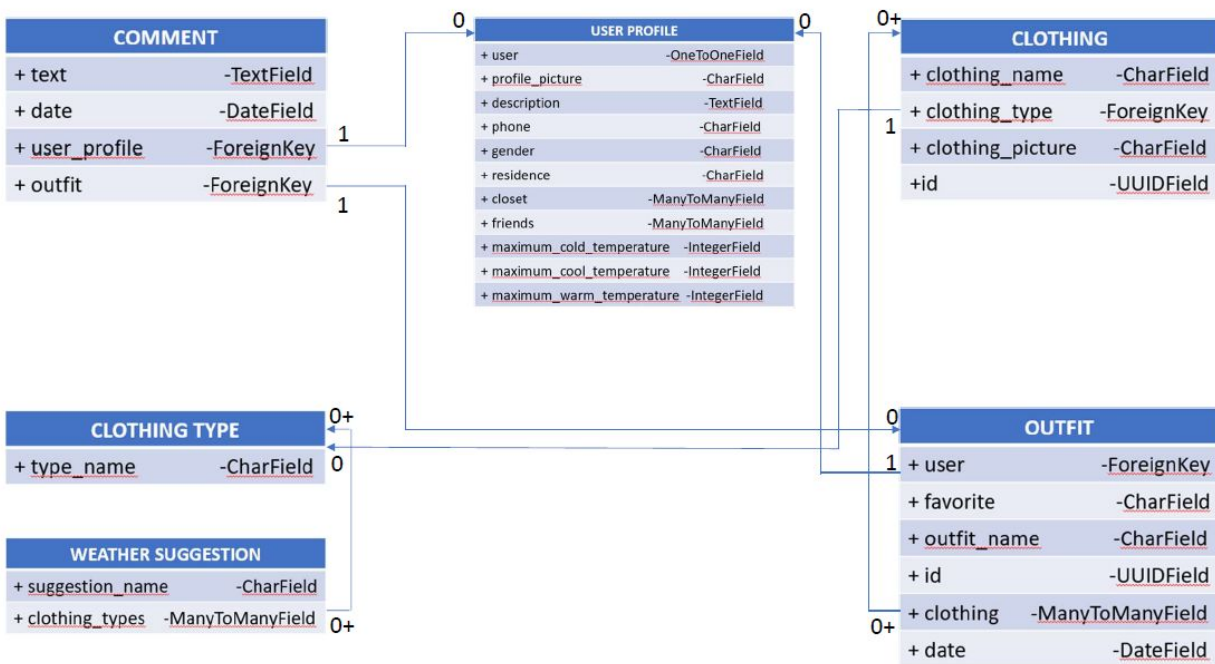 COMMENT
+ text -TextField
+ date -DateField
+ user_profile -ForeignKey
+ outfit -ForeignKey
1
1
0
USER PROFILE
0
+ user -OneToOneField
+ profile_picture -CharField
+ description -TextField
+ phone -CharField
+ gender -CharField
+ residence -CharField
+ closet -ManyToManyField
+ friends -ManyToManyField
+ maximum_cold_temperature -IntegerField
+ maximum_cool_temperature -IntegerField
+ maximum_warm_temperature -IntegerField
0+
CLOTHING
+ clothing_name -CharField
+ clothing_type -ForeignKey
1
+ clothing_picture -CharField
+id -UUIDField
CLOTHING TYPE
0+
+ type_name -CharField
0
WEATHER SUGGESTION
+ suggestion_name -CharField
+ clothing_types -ManyToManyField
0+
0
OUTFIT
1
+ user -ForeignKey
+ favorite -CharField
+ outfit_name -CharField
+ id -UUIDField
+ clothing -ManyToManyField
0+
+ date -DateField